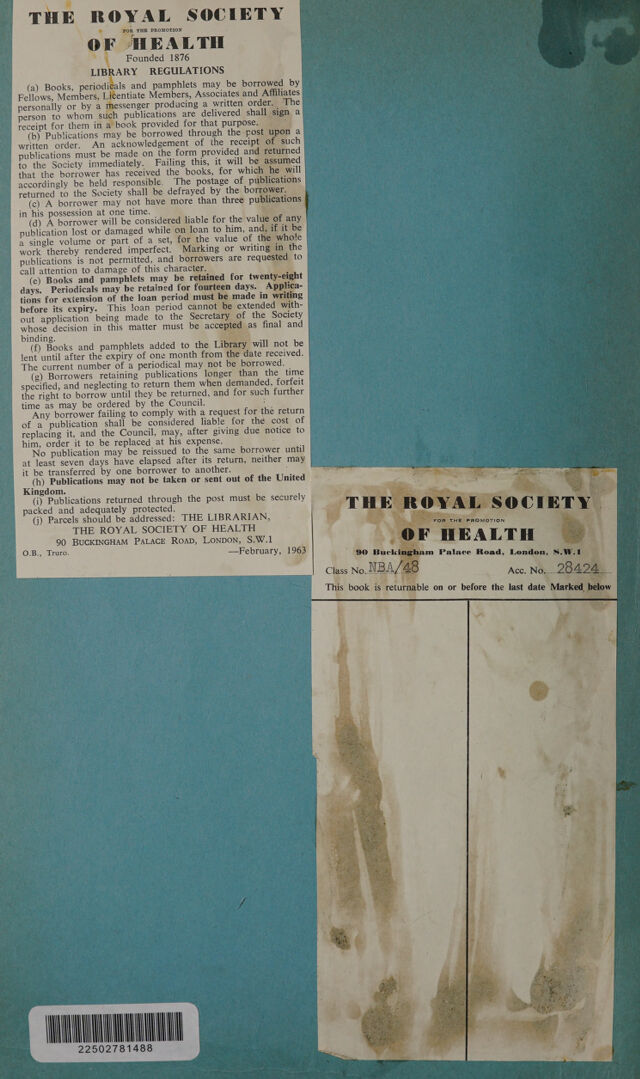 THE ROYAL SOCIETY
FOR THE PROMOTION
OF HEALTH
Founded 1876
LIBRARY REGULATIONS
(a) Books, periodicals and pamphlets may be borrowed by
Fellows, Members, Licentiate Members, Associates and Affiliates
personally or by a messenger producing a written order. The
person to whom such publications are delivered shall sign a
receipt for them in a book provided for that purpose.
(b) Publications may be borrowed through the post upon a
written order. An acknowledgement of the receipt of such
publications must be made on the form provided and returned
to the Society immediately. Failing this, it will be assumed
that the borrower has received the books, for which he will
accordingly be held responsible. The postage of publications
returned to the Society shall be defrayed by the borrower.
(c) A borrower may not have more than three publications
in his possession at one time.
(d) A borrower will be considered liable for the value of any
publication lost or damaged while on loan to him, and, if it be
a single volume or part of a set, for the value of the whole
work thereby rendered imperfect. Marking or writing in the
publications is not permitted, and borrowers are requested to
call attention to damage of this character.
(e) Books and pamphlets may be retained for twenty-eight
days. Periodicals may be retained for fourteen days. Applica-
tions for extension of the loan period must be made in writing
before its expiry. This loan period cannot be extended with-
out application being made to the Secretary of the Society
whose decision in this matter must be accepted as final and
binding.
(f) Books and pamphlets added to the Library will not be
lent until after the expiry of one month from the date received.
The current number of a periodical may not be borrowed.
(g) Borrowers retaining publications longer than the time
specified, and neglecting to return them when demanded, forfeit
the right to borrow until they be returned, and for such further
time as may be ordered by the Council.
Any borrower failing to comply with a request for the return
of a publication shall be considered liable for the cost of
replacing it, and the Council, may, after giving due notice to
him, order it to be replaced at his expense.
No publication may be reissued to the same borrower until
at least seven days have elapsed after its return, neither may
it be transferred by one borrower to another.
(h) Publications may not be taken or sent out of the United
Kingdom.
(i) Publications returned through the post must be securely
packed and adequately protected.
(j) Parcels should be addressed: THE LIBRARIAN,
THE ROYAL SOCIETY OF HEALTH
90 BUCKINGHAM PALACE ROAD, LONDON, S.W.1
O.B., Truro. —February, 1963
THE ROYAL SOCIETY
FOR THE PROMOTION
OF HEALTH
90 Buckingham Palace Road, London, S.W.1
Class No. NBA/48 Acc. No. 28424
This book is returnable on or before the last date Marked below
22502781488